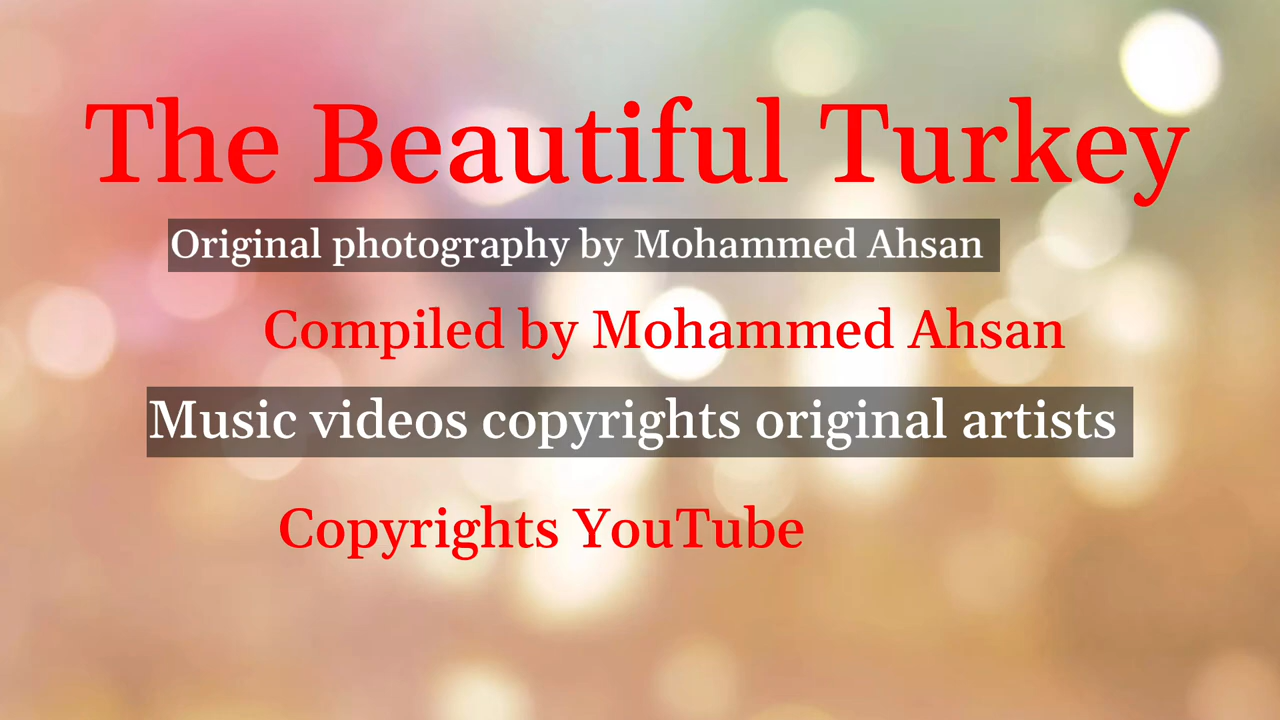 The Beautiful Turkey
Original photography by Mohammed Ahsan
Compiled by Mohammed Ahsan
Music videos copyrights original artists
Copyrights YouTube